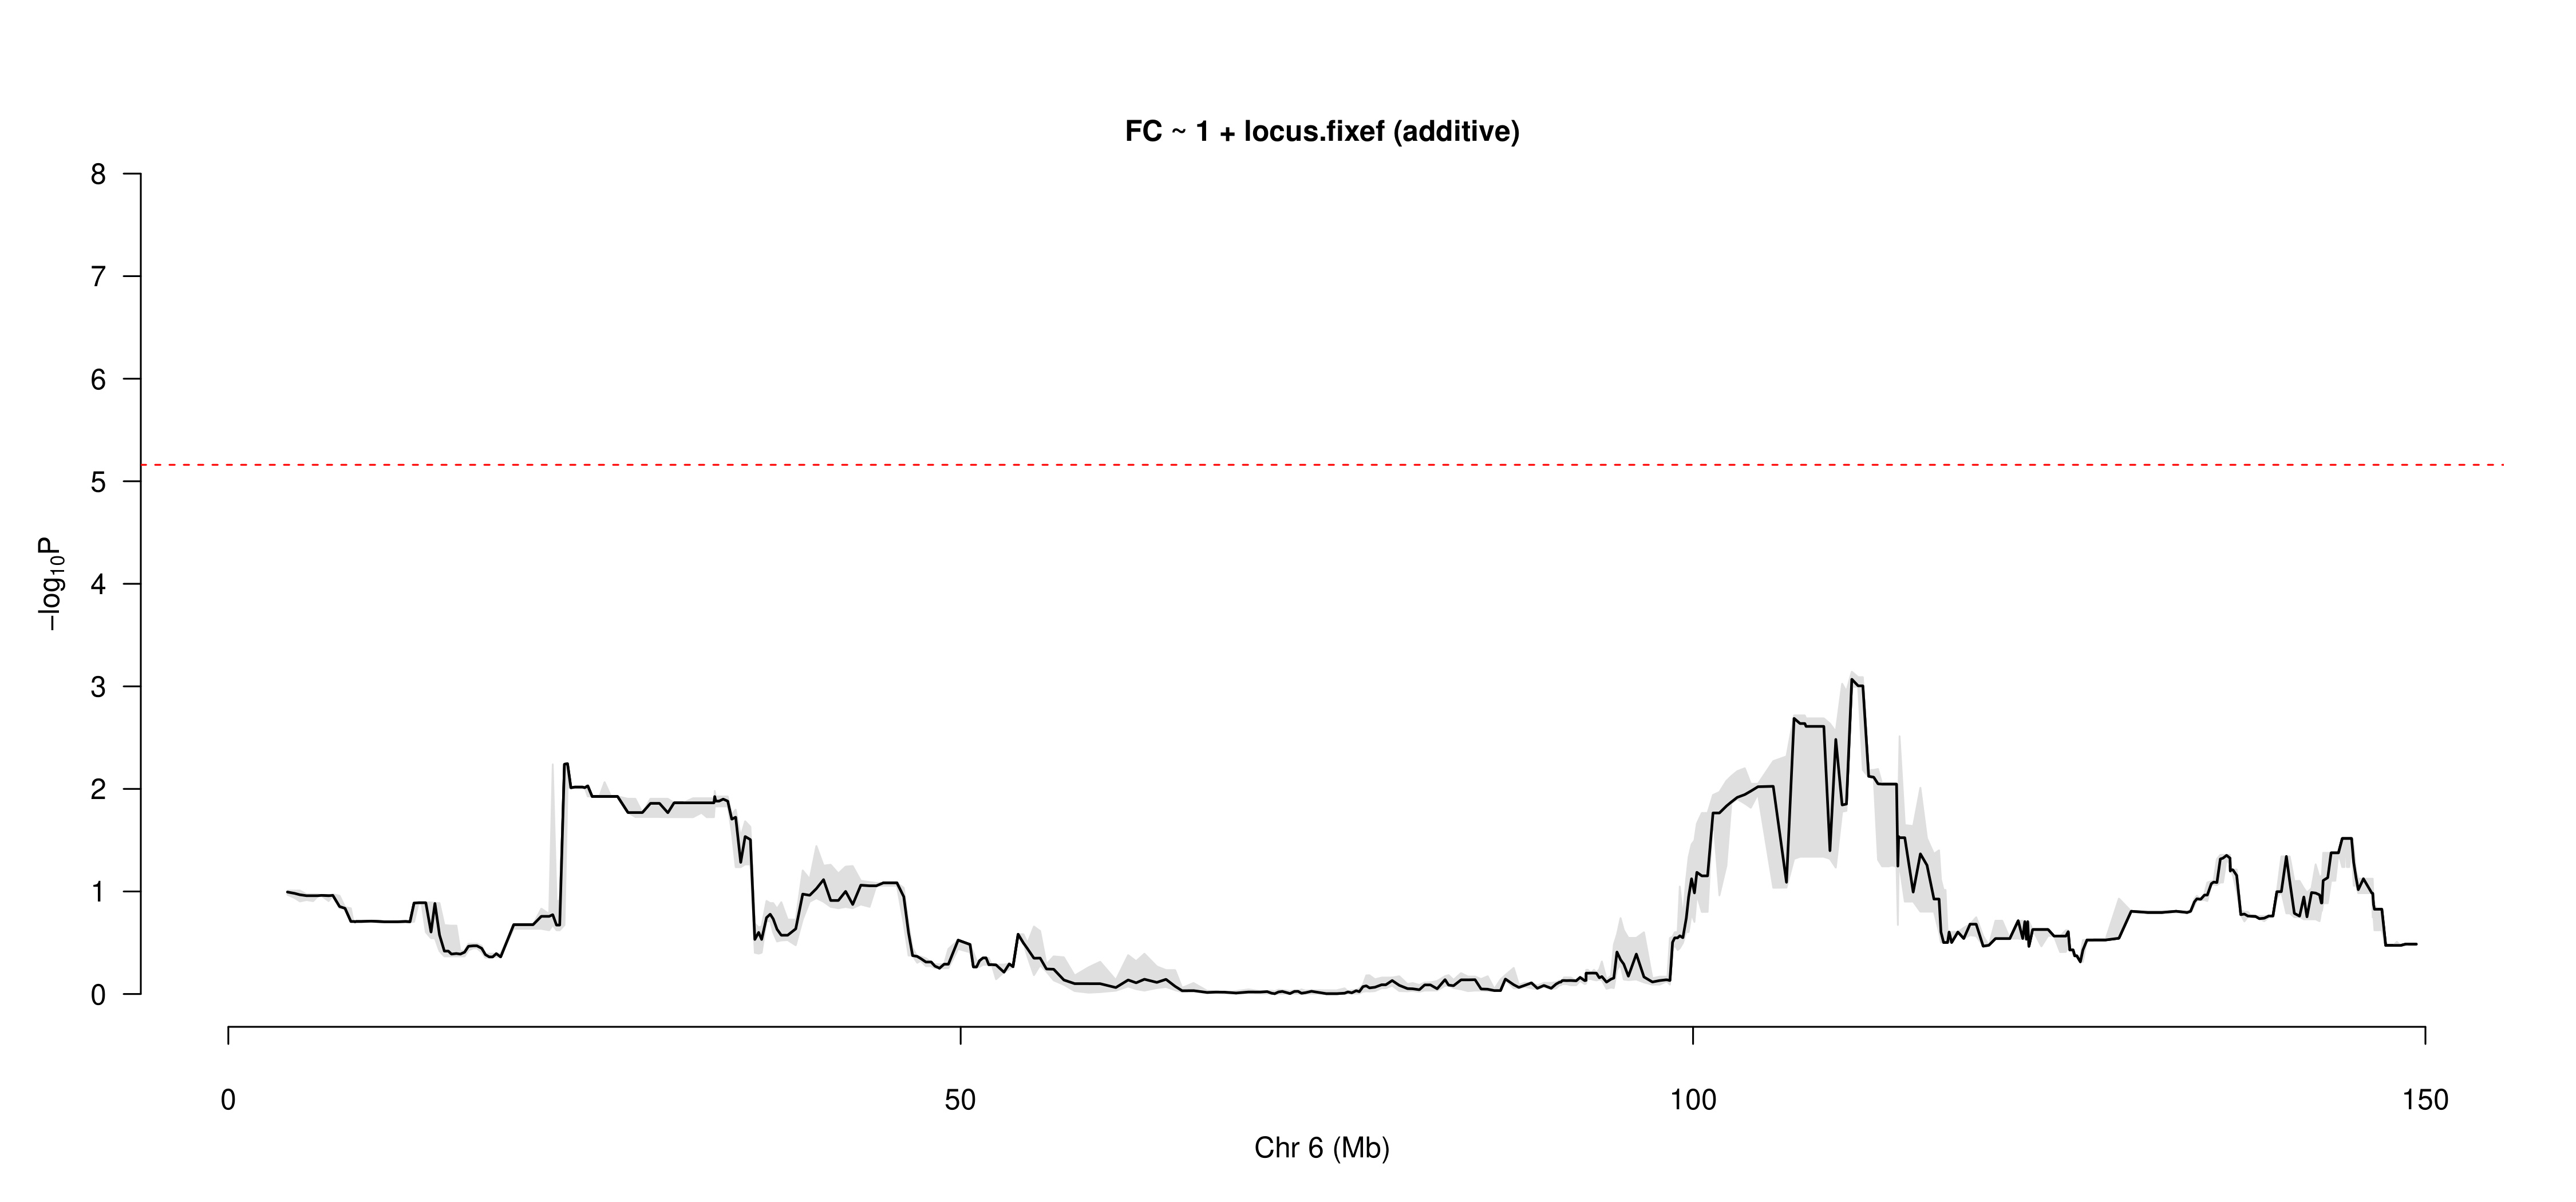 FC ~ 1 + locus.fixef (additive)
8
7
6
5
4
3
2
1
0
−log₁₀P
0 50 100 150
Chr 6 (Mb)